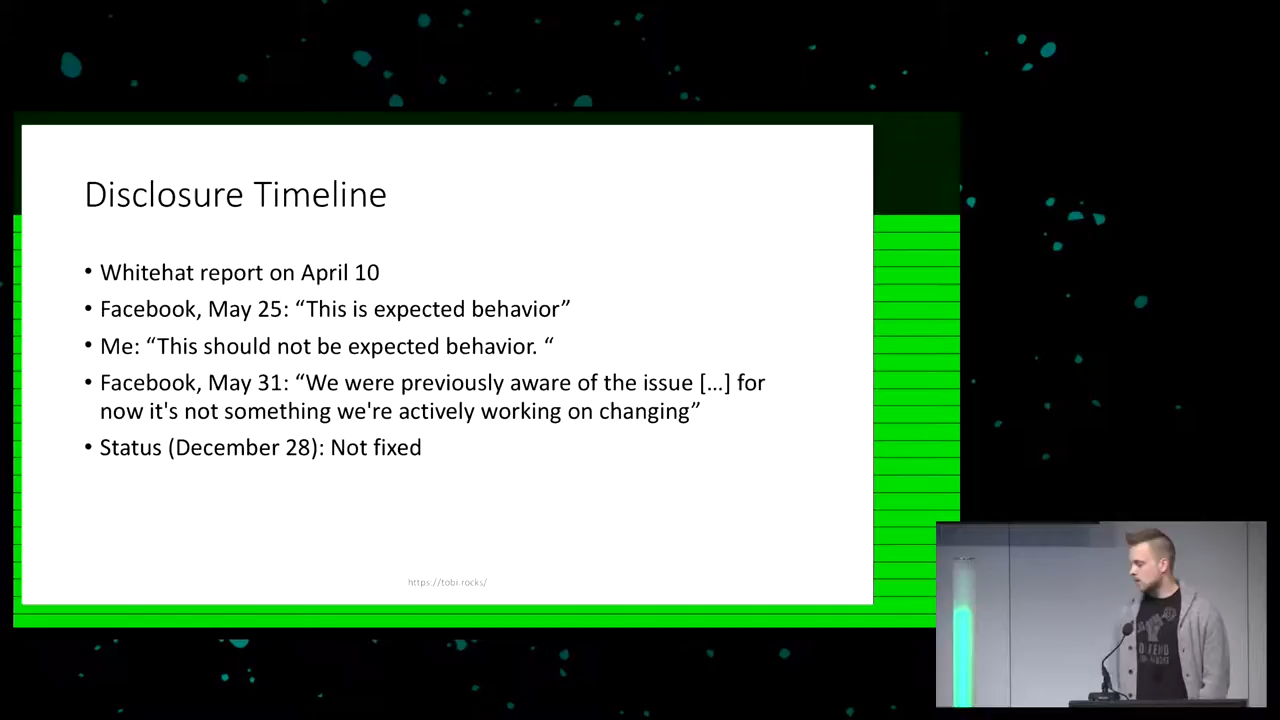 Disclosure Timeline
• Whitehat report on April 10
• Facebook, May 25: “This is expected behavior”
• Me: “This should not be expected behavior. “
• Facebook, May 31: “We were previously aware of the issue […] for
now it's not something we're actively working on changing”
• Status (December 28): Not fixed
https://tobi.rocks/